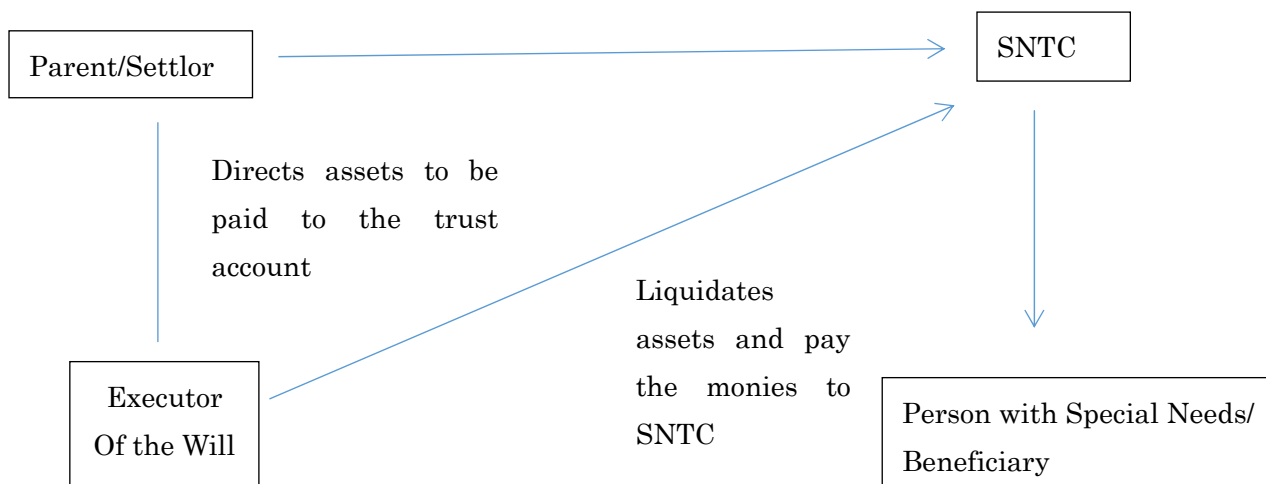 Parent/Settlor
SNTC
Directs assets to be
paid to the trust
account
Liquidates
assets and pay
the monies to
SNTC
Executor
Of the Will
Person with Special Needs/
Beneficiary